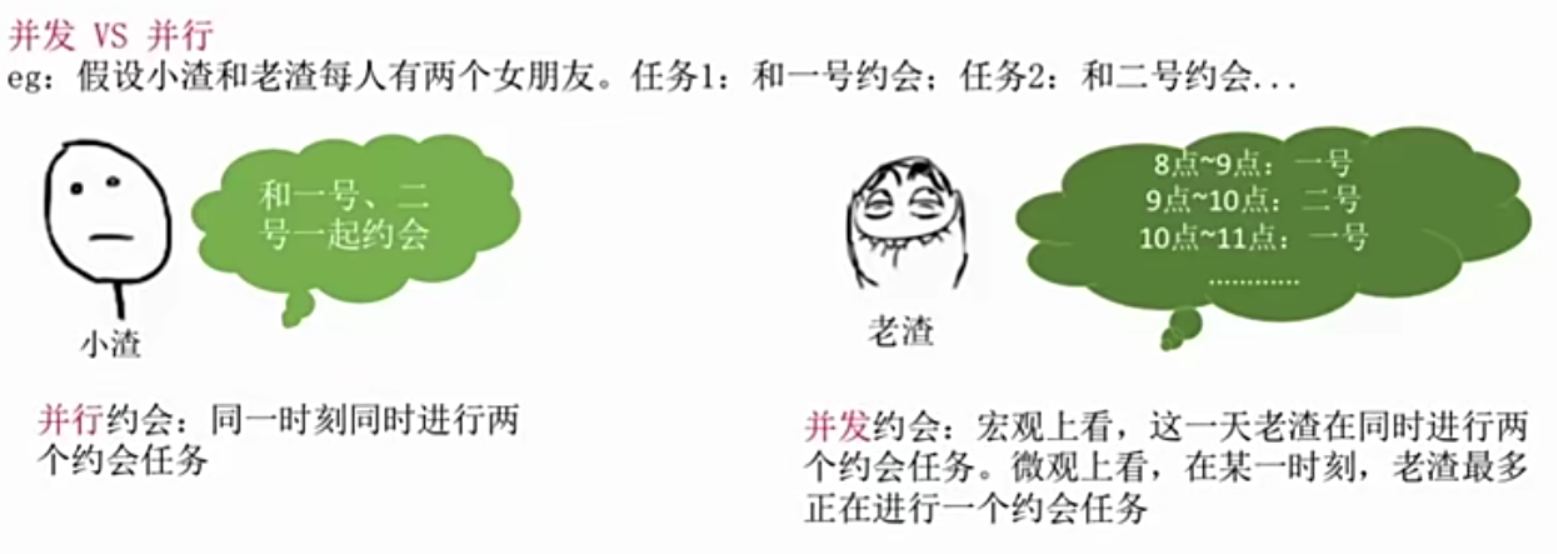 并发 VS 并行
eg：假设小渣和老渣每人有两个女朋友。任务1：和一号约会；任务2：和二号约会...
和一号、二
号一起约会
小渣
并行约会：同一时刻同时进行两
个约会任务
8点~9点：一号
9点~10点：二号
10点~11点：一号
............
老渣
并发约会：宏观上看，这一天老渣在同时进行两
个约会任务。微观上看，在某一时刻，老渣最多
正在进行一个约会任务